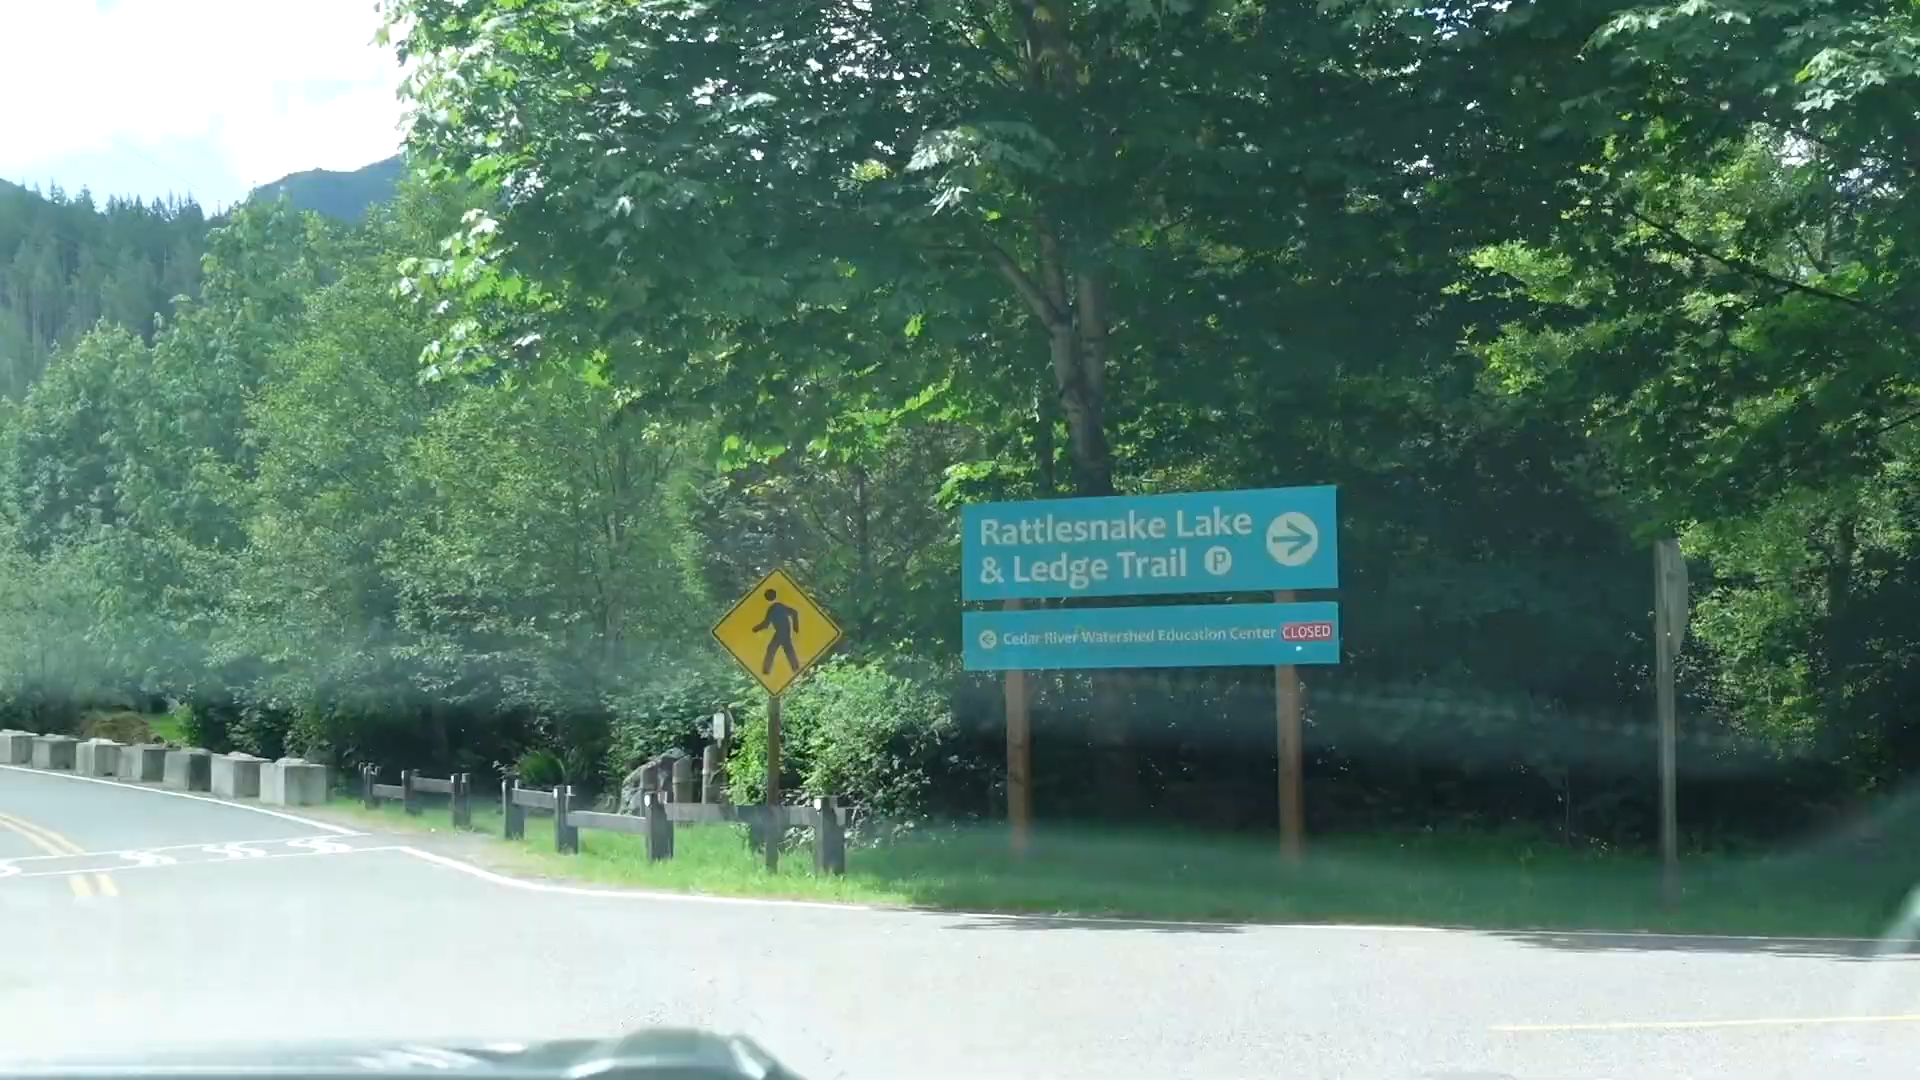 Rattlesnake Lake
& Ledge Trail P
Cedar River Watershed Education Center CLOSED